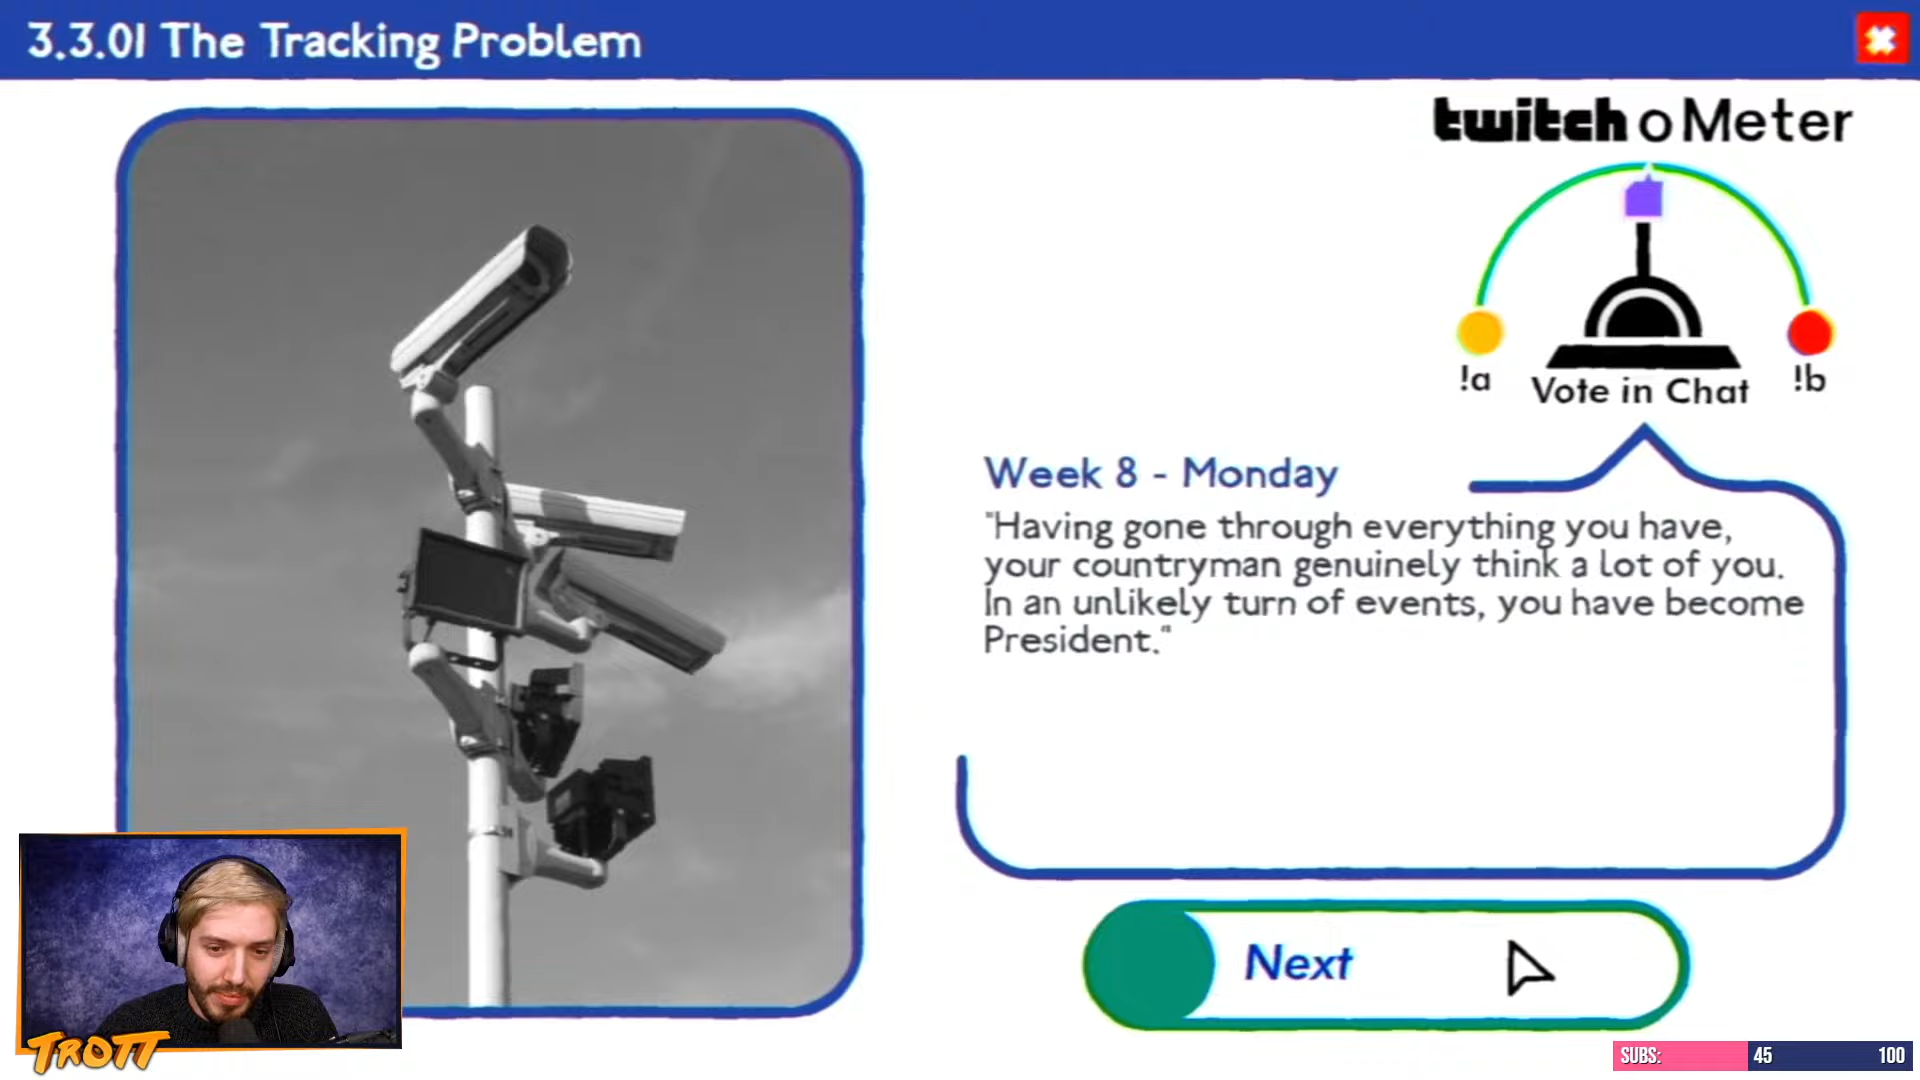 3.3.01 The Tracking Problem
twitch o Meter
!a
Vote in Chat
!b
Week 8 - Monday
"Having gone through everything you have,
your countryman genuinely think a lot of you.
In an unlikely turn of events, you have become
President."
Next
TROTT
SUBS: 45 100